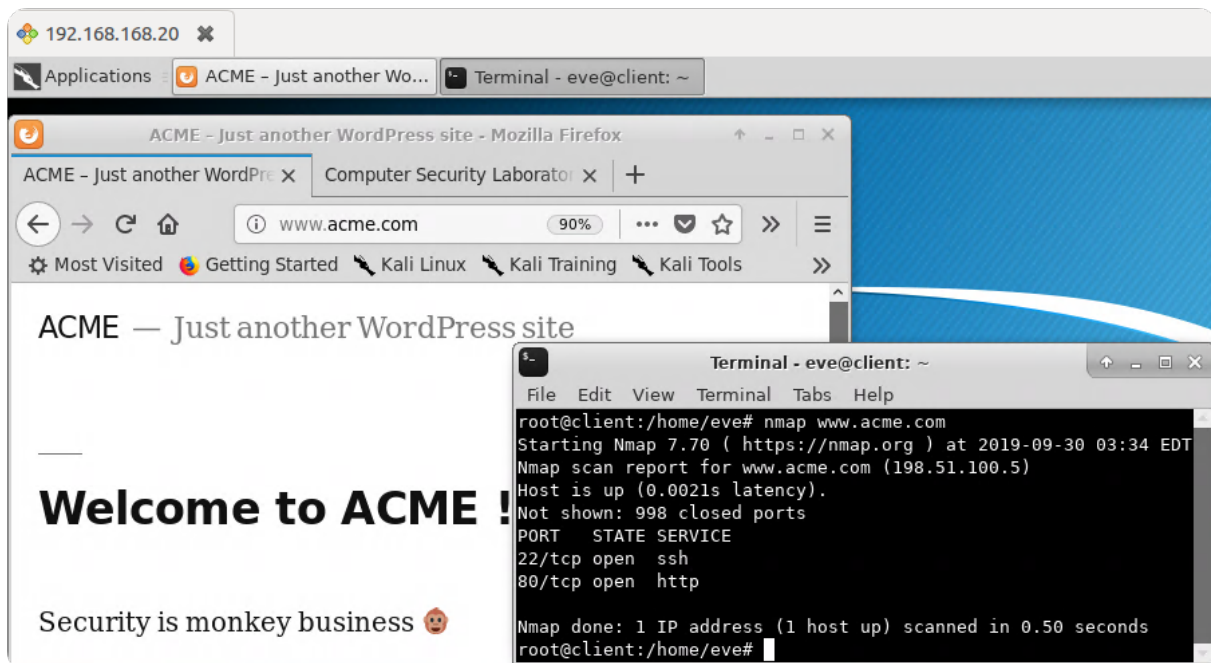 192.168.168.20
Applications ACME – Just another Wo... Terminal - eve@client: ~
ACME – Just another WordPress site - Mozilla Firefox
ACME – Just another WordPre Computer Security Laborator
www.acme.com 90%
Most Visited Getting Started Kali Linux Kali Training Kali Tools
ACME — Just another WordPress site
Welcome to ACME !
Security is monkey business
Terminal - eve@client: ~
File Edit View Terminal Tabs Help
root@client:/home/eve# nmap www.acme.com
Starting Nmap 7.70 ( https://nmap.org ) at 2019-09-30 03:34 EDT
Nmap scan report for www.acme.com (198.51.100.5)
Host is up (0.0021s latency).
Not shown: 998 closed ports
PORT   STATE SERVICE
22/tcp open  ssh
80/tcp open  http
Nmap done: 1 IP address (1 host up) scanned in 0.50 seconds
root@client:/home/eve#